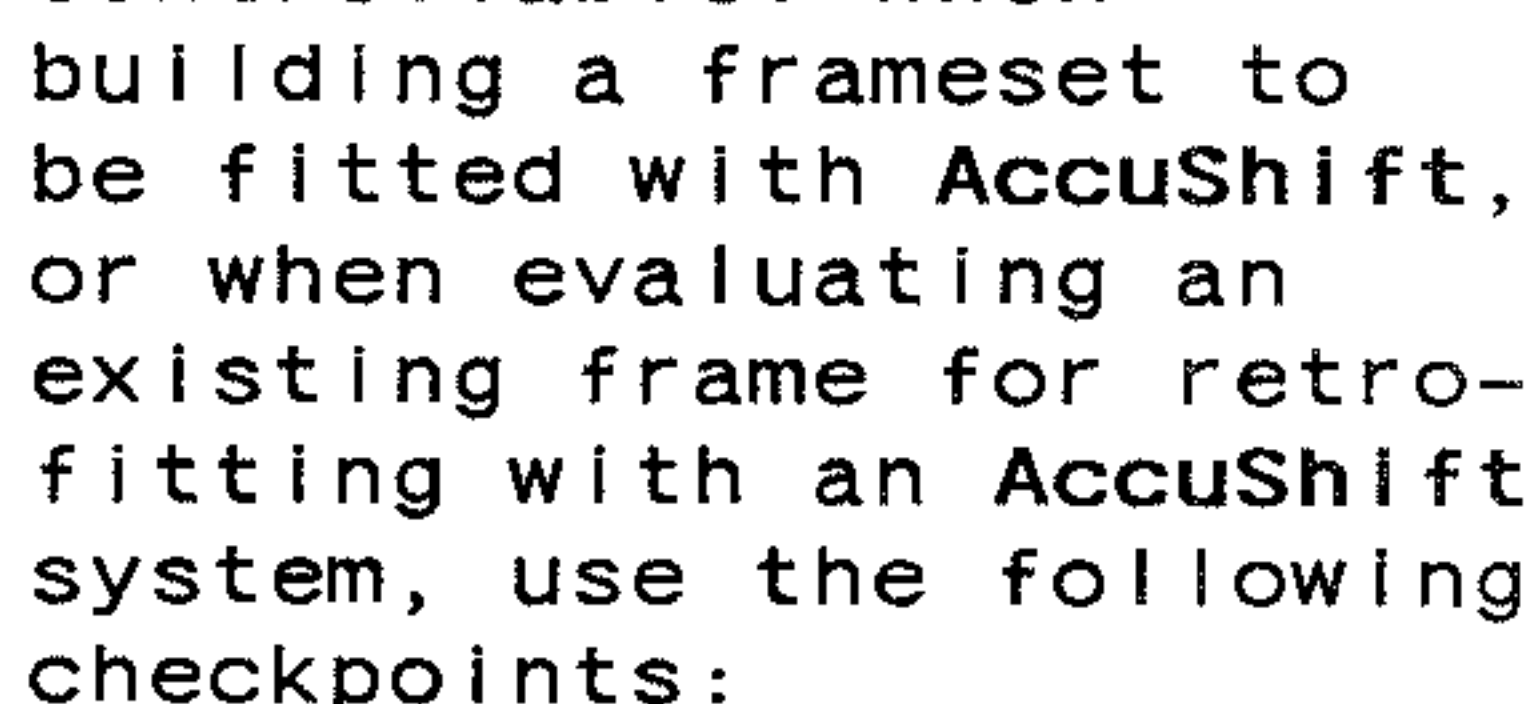 building a frameset to
be fitted with AccuShift,
or when evaluating an
existing frame for retro-
fitting with an AccuShift
system, use the following
checkpoints: